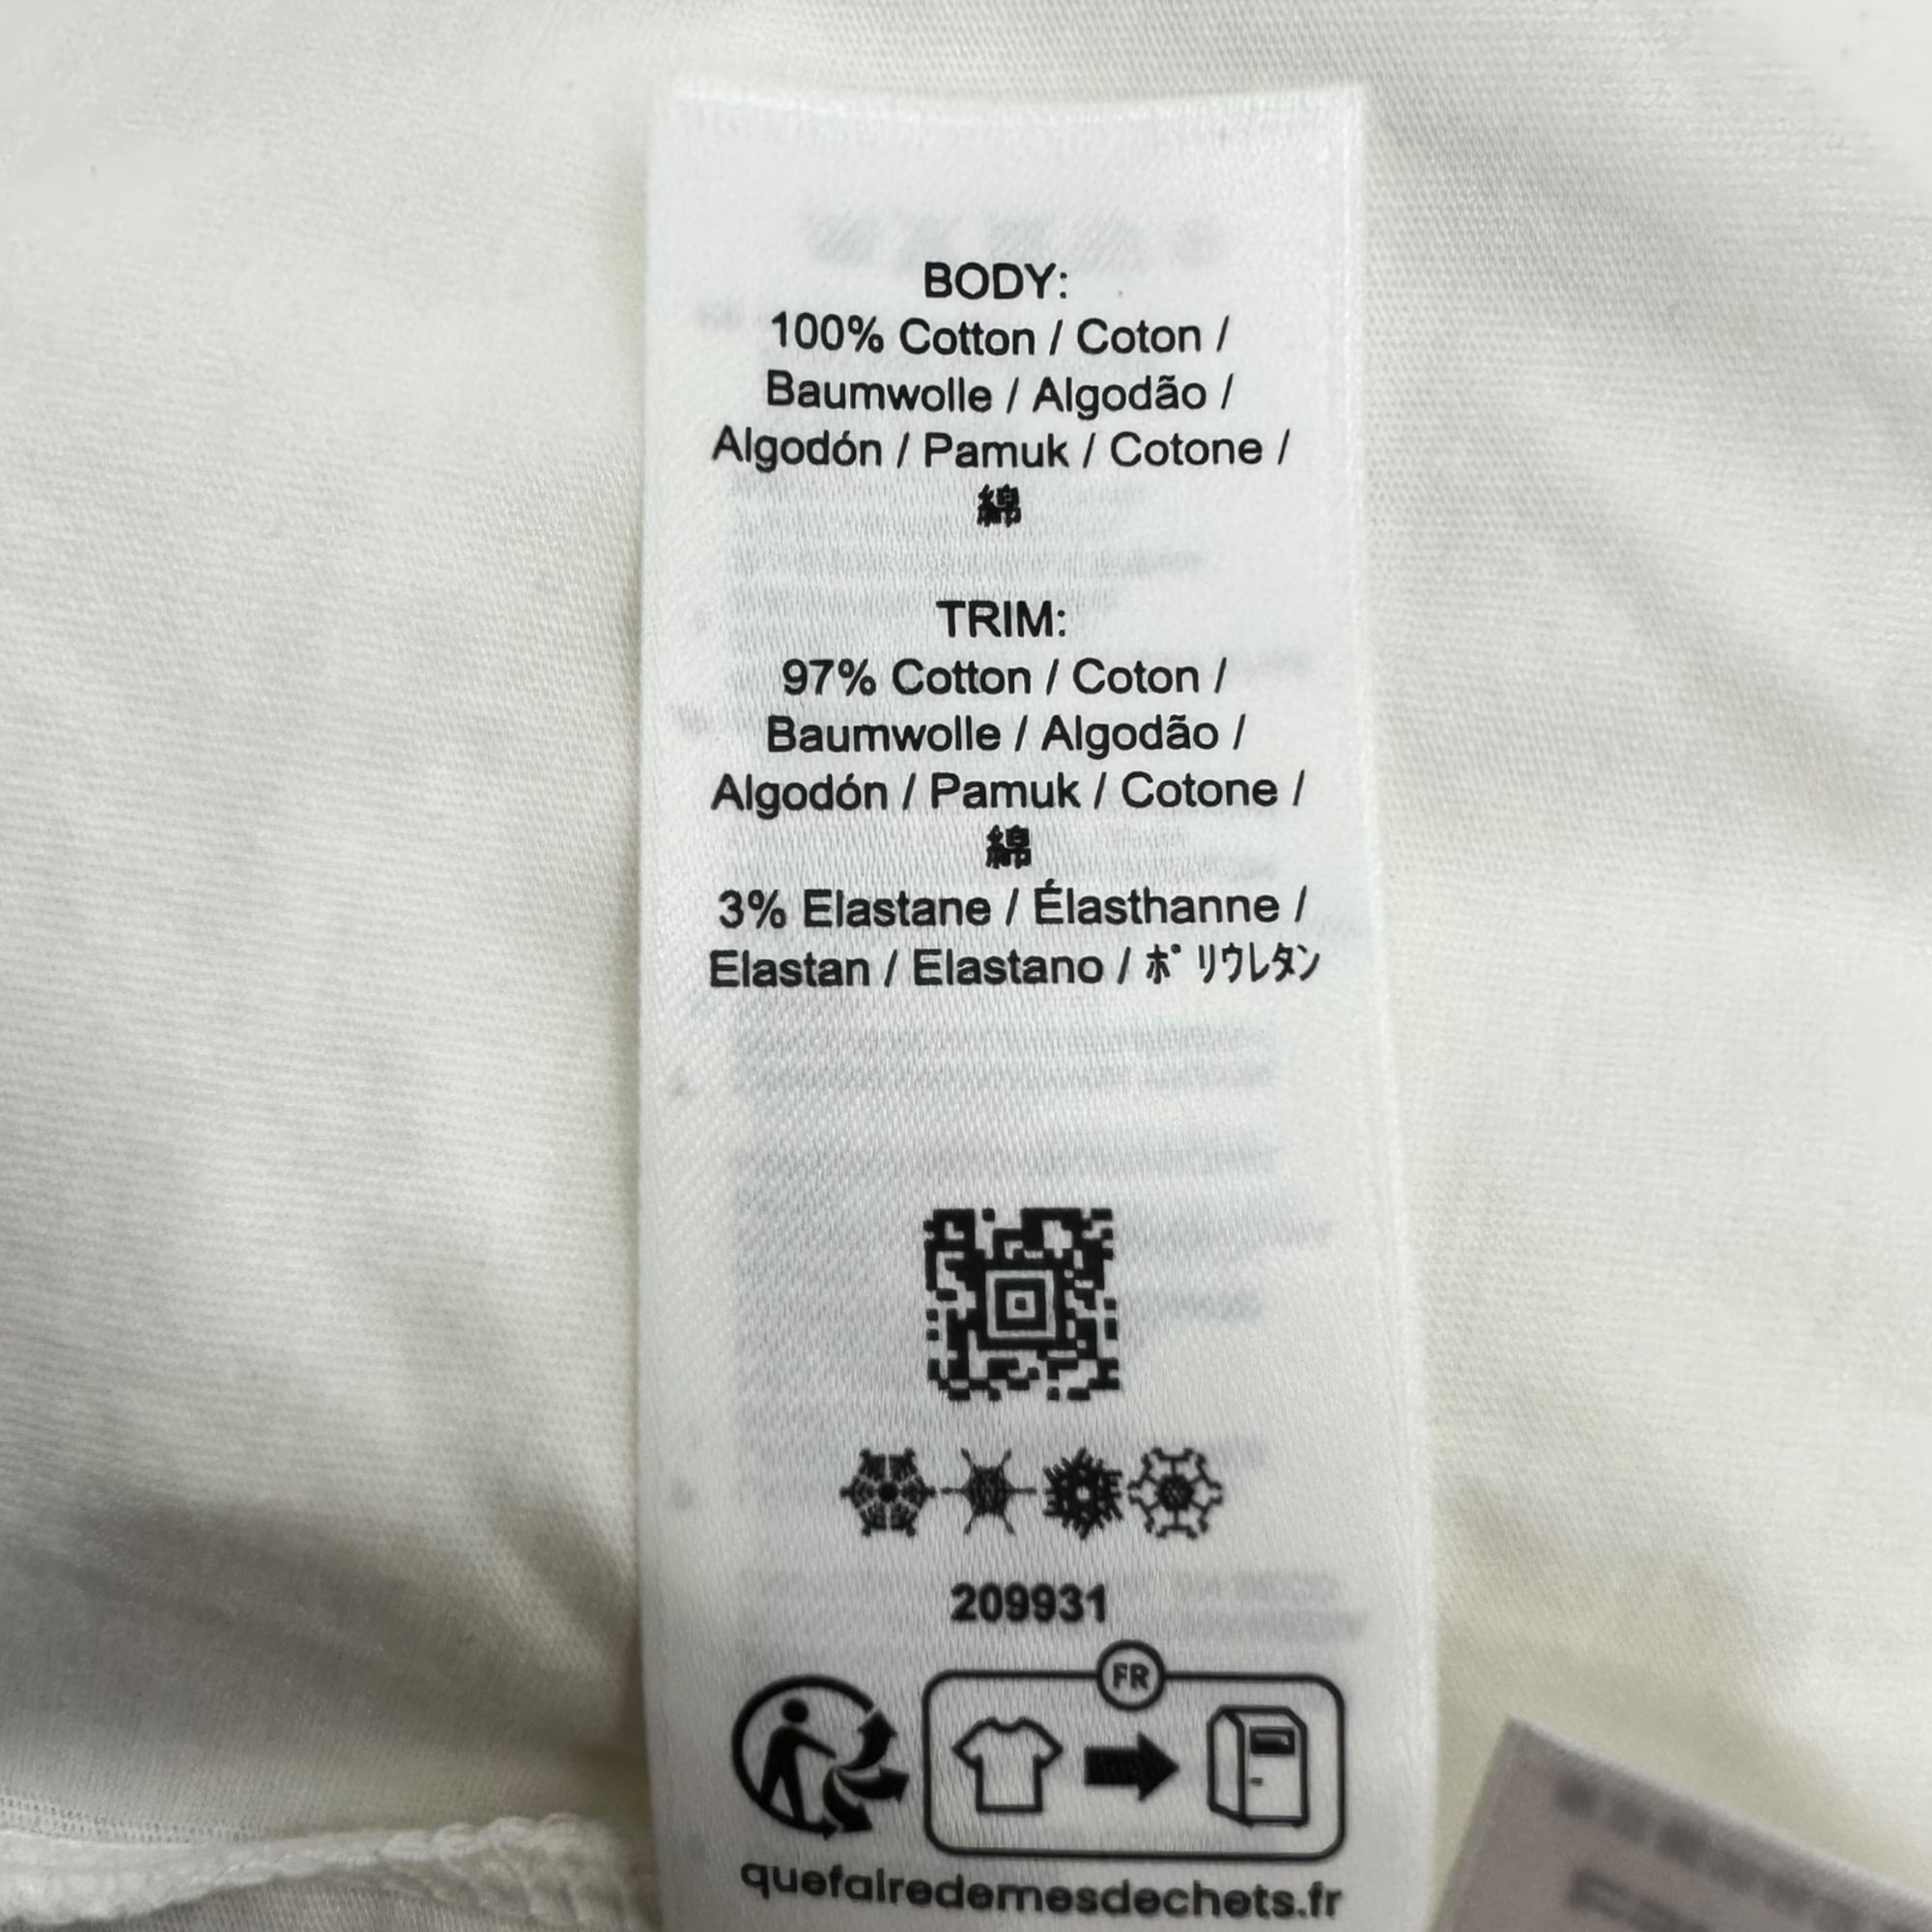 BODY:
100% Cotton / Coton /
Baumwolle / Algodão /
Algodón / Pamuk / Cotone /
綿
TRIM:
97% Cotton / Coton /
Baumwolle / Algodão /
Algodón / Pamuk / Cotone /
綿
3% Elastane / Élasthanne /
Elastan / Elastano / ポリウレタン
209931
FR
quefairedemesdechets.fr